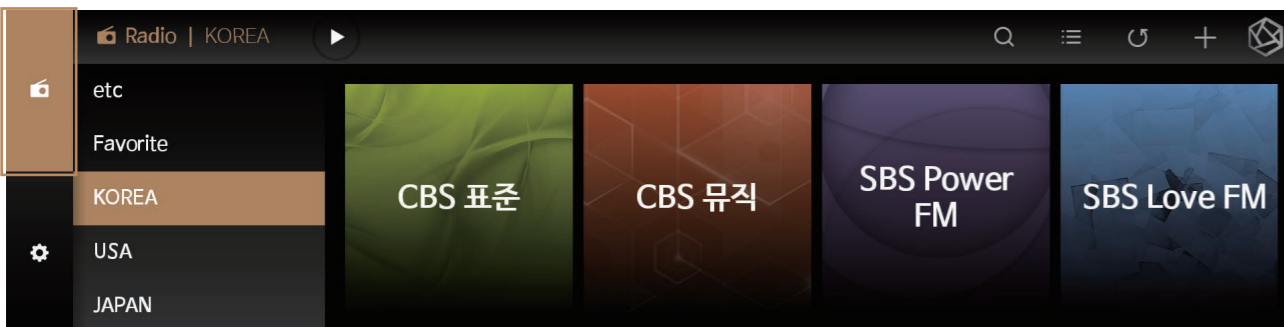 Radio | KOREA
etc
Favorite
KOREA
USA
JAPAN
CBS 표준
CBS 뮤직
SBS Power
FM
SBS Love FM